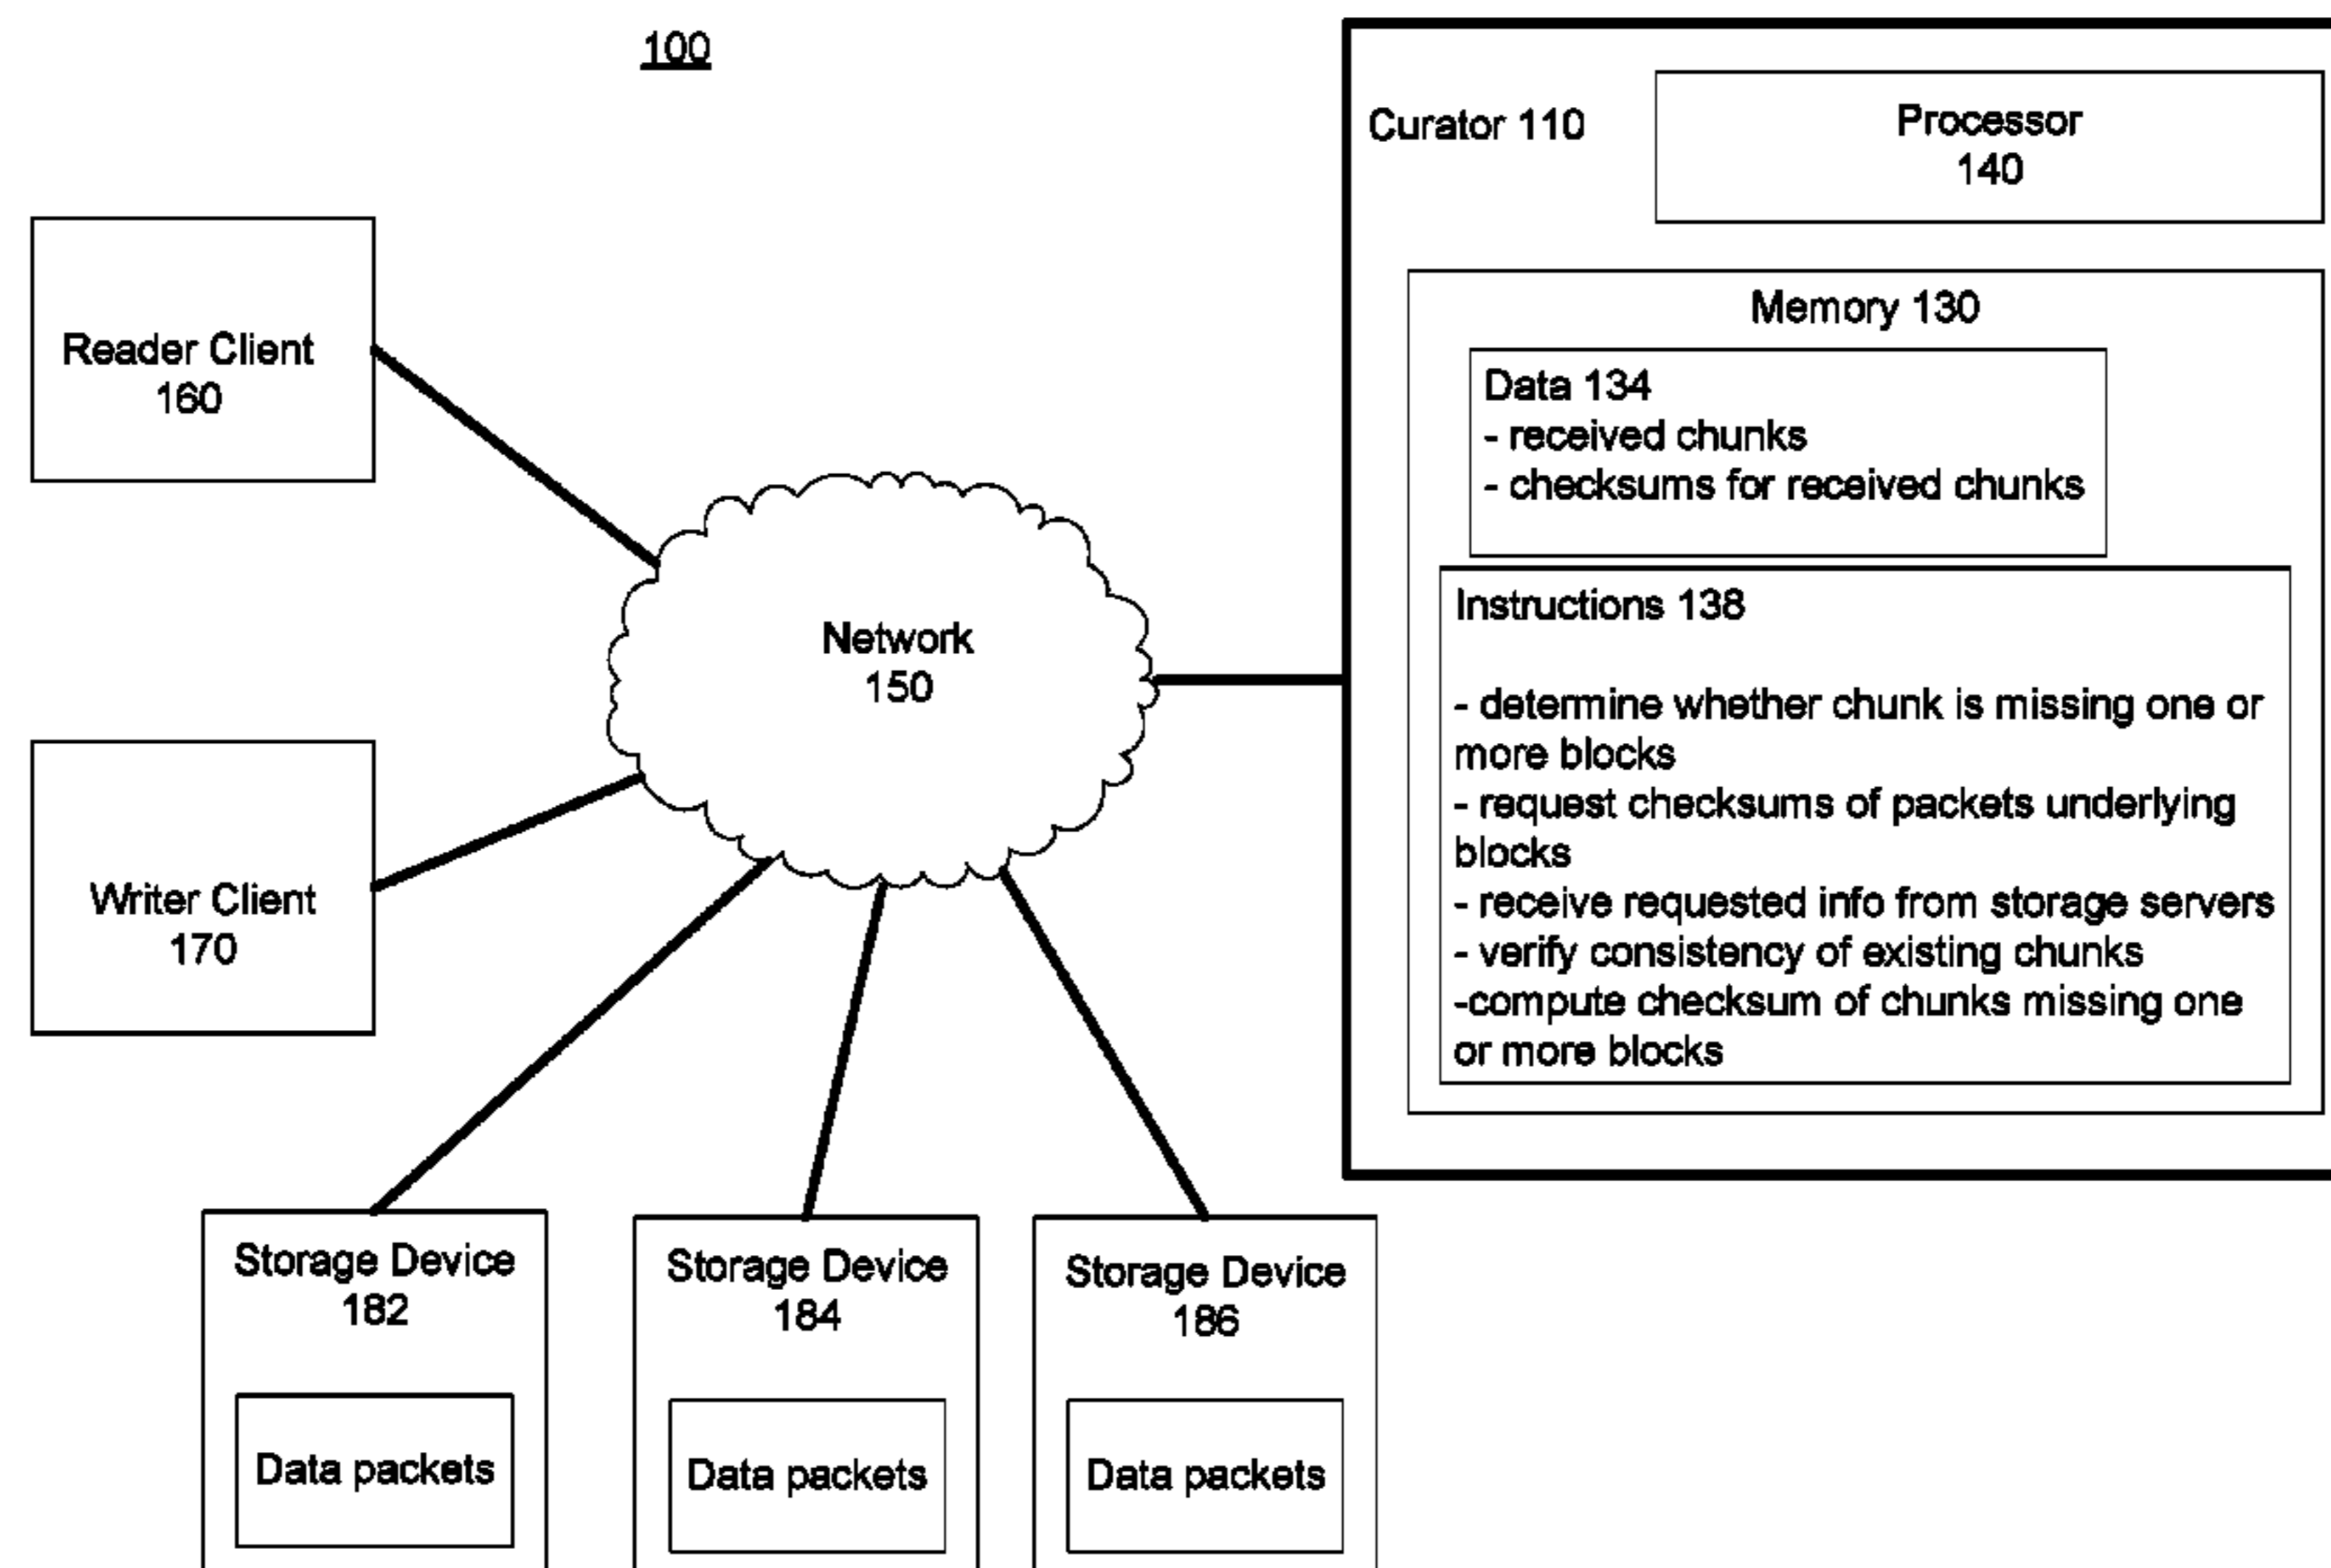 100
Curator 110
Processor
140
Memory 130
Data 134
- received chunks
- checksums for received chunks
Instructions 138
- determine whether chunk is missing one or
more blocks
- request checksums of packets underlying
blocks
- receive requested info from storage servers
- verify consistency of existing chunks
-compute checksum of chunks missing one
or more blocks
Reader Client
160
Network
150
Writer Client
170
Storage Device
182
Data packets
Storage Device
184
Data packets
Storage Device
186
Data packets